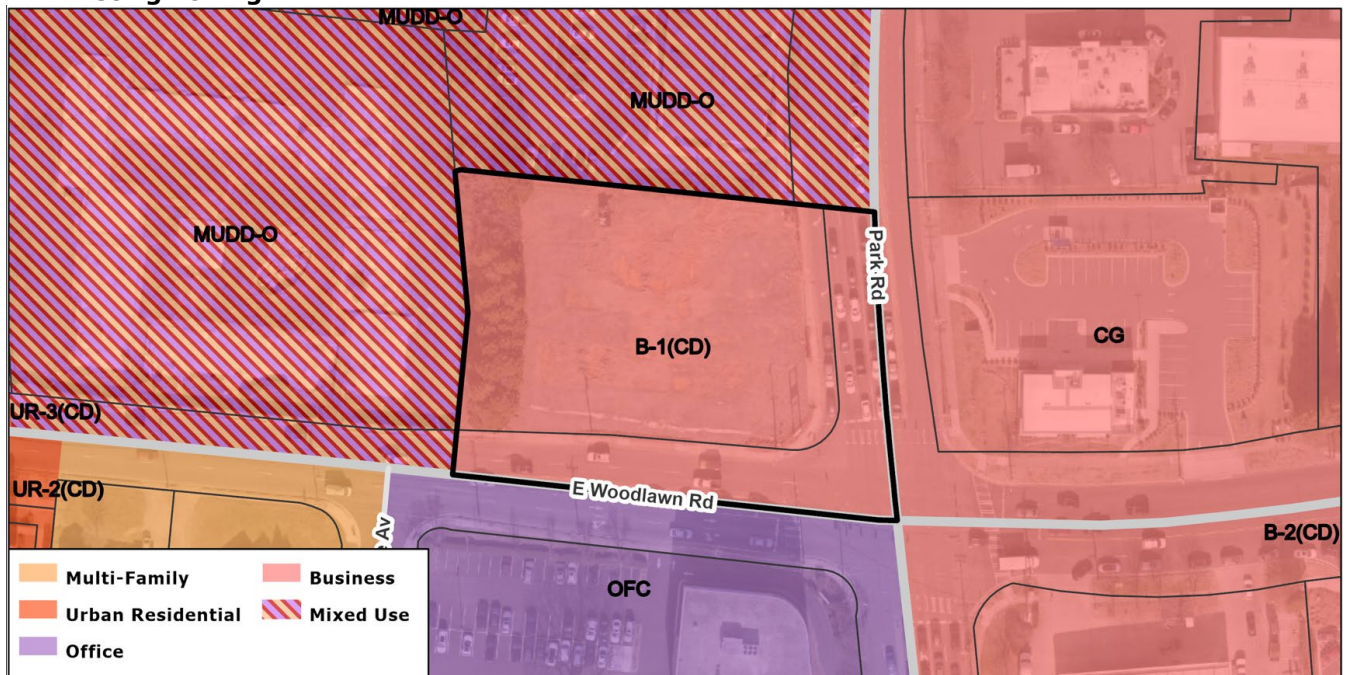 MUDD-O
MUDD-O
MUDD-O
Park Rd
B-1(CD)
CG
UR-3(CD)
UR-2(CD)
E Woodlawn Rd
B-2(CD)
Av
OFC
Multi-Family
Business
Urban Residential
Mixed Use
Office